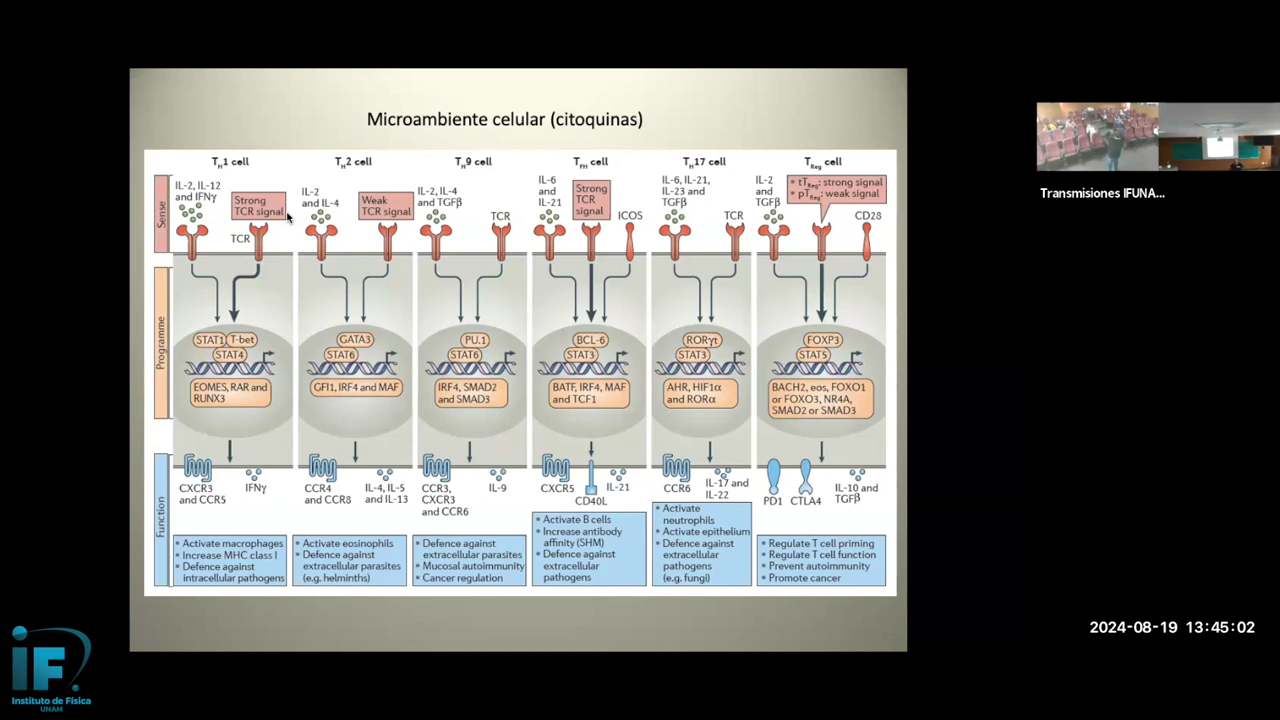 Microambiente celular (citoquinas)
TH1 cell
TH2 cell
TH9 cell
TFH cell
TH17 cell
TReg cell
Sense
IL-2, IL-12
and IFNγ
Strong
TCR signal
TCR
IL-2
and IL-4
Weak
TCR signal
IL-2, IL-4
and TGFβ
TCR
IL-6
and
IL-21
Strong
TCR
signal
ICOS
IL-6, IL-21,
IL-23 and
TGFβ
TCR
IL-2
and
TGFβ
• tTReg: strong signal
• pTReg: weak signal
CD28
Programme
STAT1
T-bet
STAT4
EOMES, RAR and
RUNX3
GATA3
STAT6
GFI1, IRF4 and MAF
PU.1
STAT6
IRF4, SMAD2
and SMAD3
BCL-6
STAT3
BATF, IRF4, MAF
and TCF1
RORγt
STAT3
AHR, HIF1α
and RORα
FOXP3
STAT5
BACH2, eos, FOXO1
or FOXO3, NR4A,
SMAD2 or SMAD3
Function
CXCR3
and CCR5
IFNγ
• Activate macrophages
• Increase MHC class I
• Defence against
intracellular pathogens
CCR4
and CCR8
IL-4, IL-5
and IL-13
• Activate eosinophils
• Defence against
extracellular parasites
(e.g. helminths)
CCR3,
CXCR3
and CCR6
IL-9
• Defence against
extracellular parasites
• Mucosal autoimmunity
• Cancer regulation
CXCR5
CD40L
IL-21
• Activate B cells
• Increase antibody
affinity (SHM)
• Defence against
extracellular
pathogens
CCR6
IL-17 and
IL-22
• Activate
neutrophils
• Activate epithelium
• Defence against
extracellular
pathogens
(e.g. fungi)
PD1
CTLA4
IL-10 and
TGFβ
• Regulate T cell priming
• Regulate T cell function
• Prevent autoimmunity
• Promote cancer
Transmisiones IFUNA...
2024-08-19 13:45:02
iF
Instituto de Física
UNAM